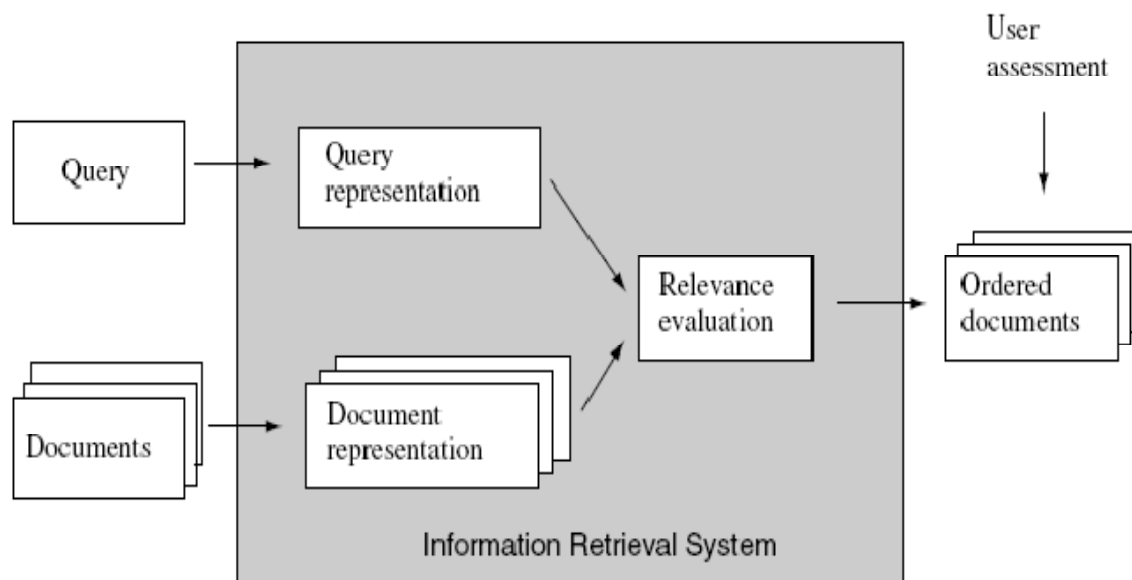 User
assessment
Query
Query
representation
Relevance
evaluation
Ordered
documents
Documents
Document
representation
Information Retrieval System